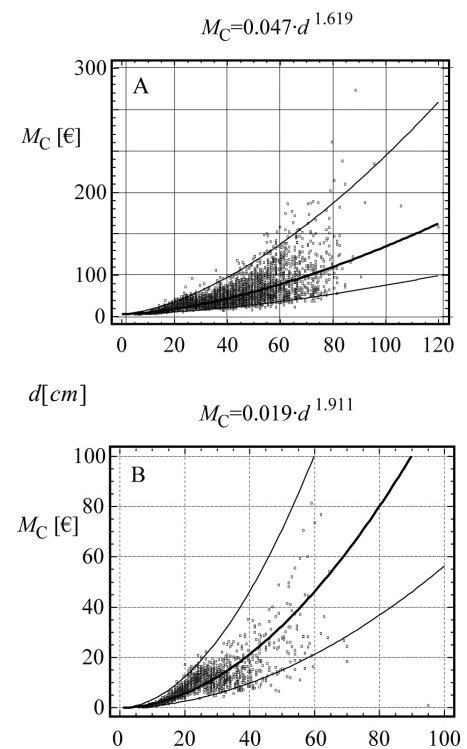 M_C=0.047·d^1.619
300
A
M_C [€]
200
100
0
0 20 40 60 80 100 120
d[cm]
M_C=0.019·d^1.911
100
B
80
M_C [€]
60
40
20
0
0 20 40 60 80 100